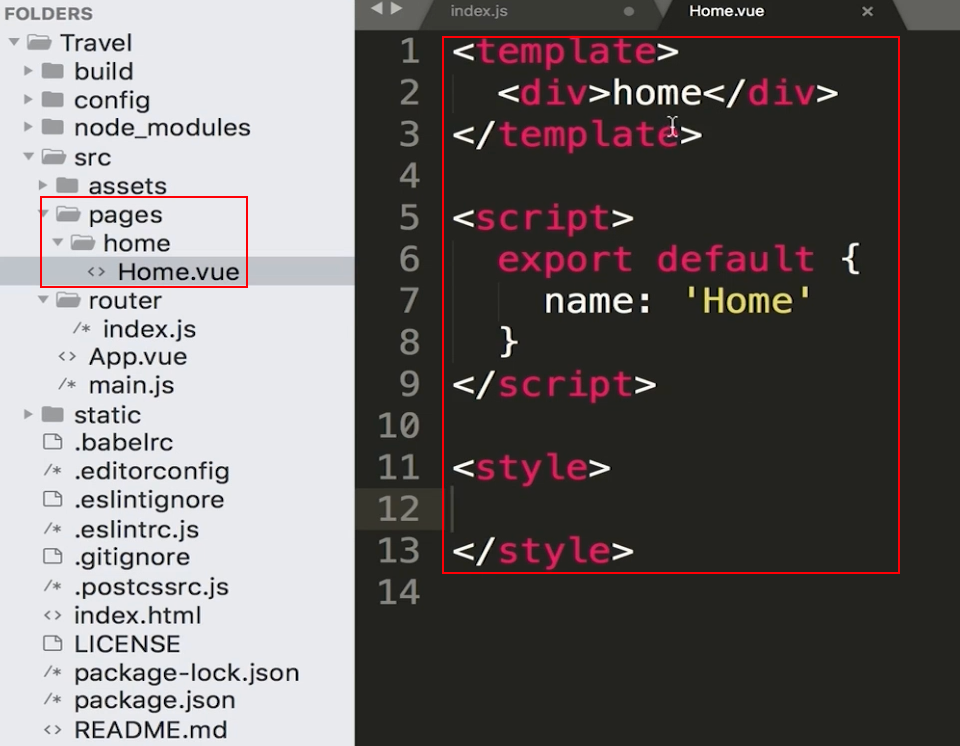 FOLDERS
Travel
build
config
node_modules
src
assets
pages
home
<> Home.vue
router
/* index.js
<> App.vue
/* main.js
static
.babelrc
/* .editorconfig
.eslintignore
/* .eslintrc.js
.gitignore
/* .postcssrc.js
<> index.html
LICENSE
/* package-lock.json
/* package.json
<> README.md
index.js
Home.vue ×
1 <template>
2 <div>home</div>
3 </template>
4
5 <script>
6 export default {
7 name: 'Home'
8 }
9 </script>
10
11 <style>
12
13 </style>
14